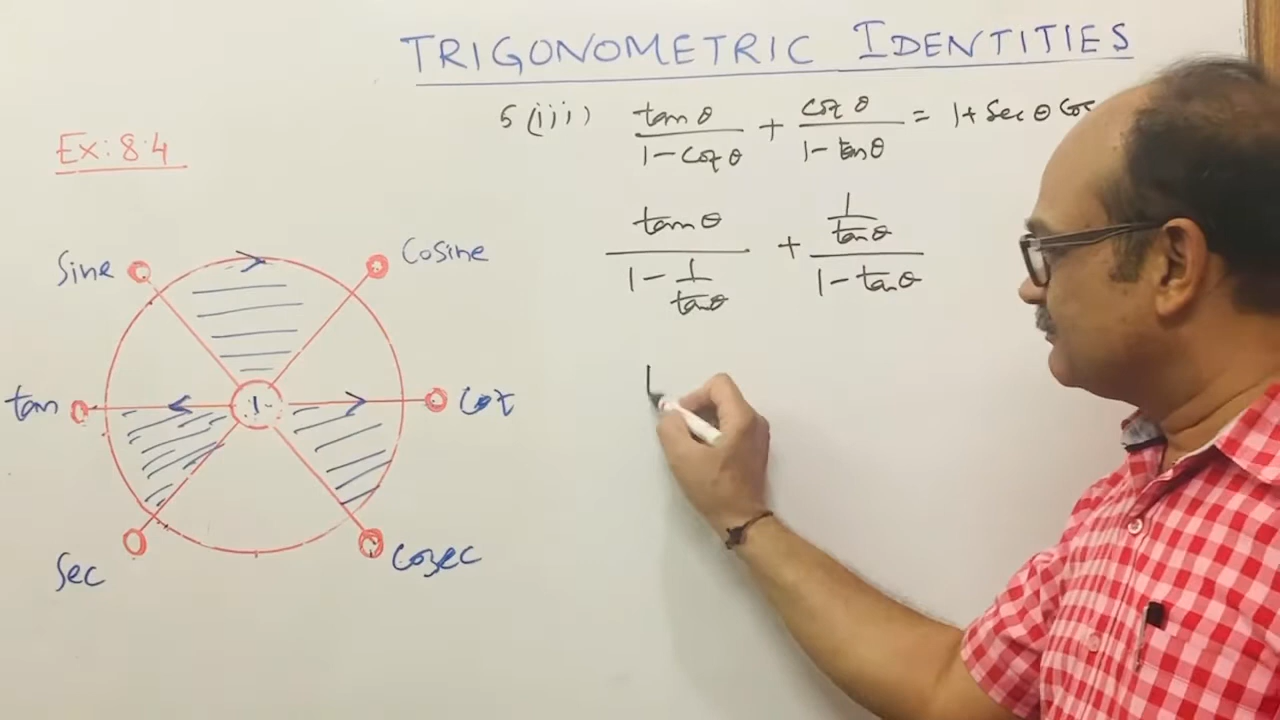 TRIGONOMETRIC IDENTITIES
Ex: 8.4
5 (iii) tan θ / 1 - cot θ + cot θ / 1 - tan θ = 1 + Sec θ
tan θ / 1 - 1/tan θ + 1/tan θ / 1 - tan θ
Sine
Cosine
tan
1
Cot
Sec
Cosec